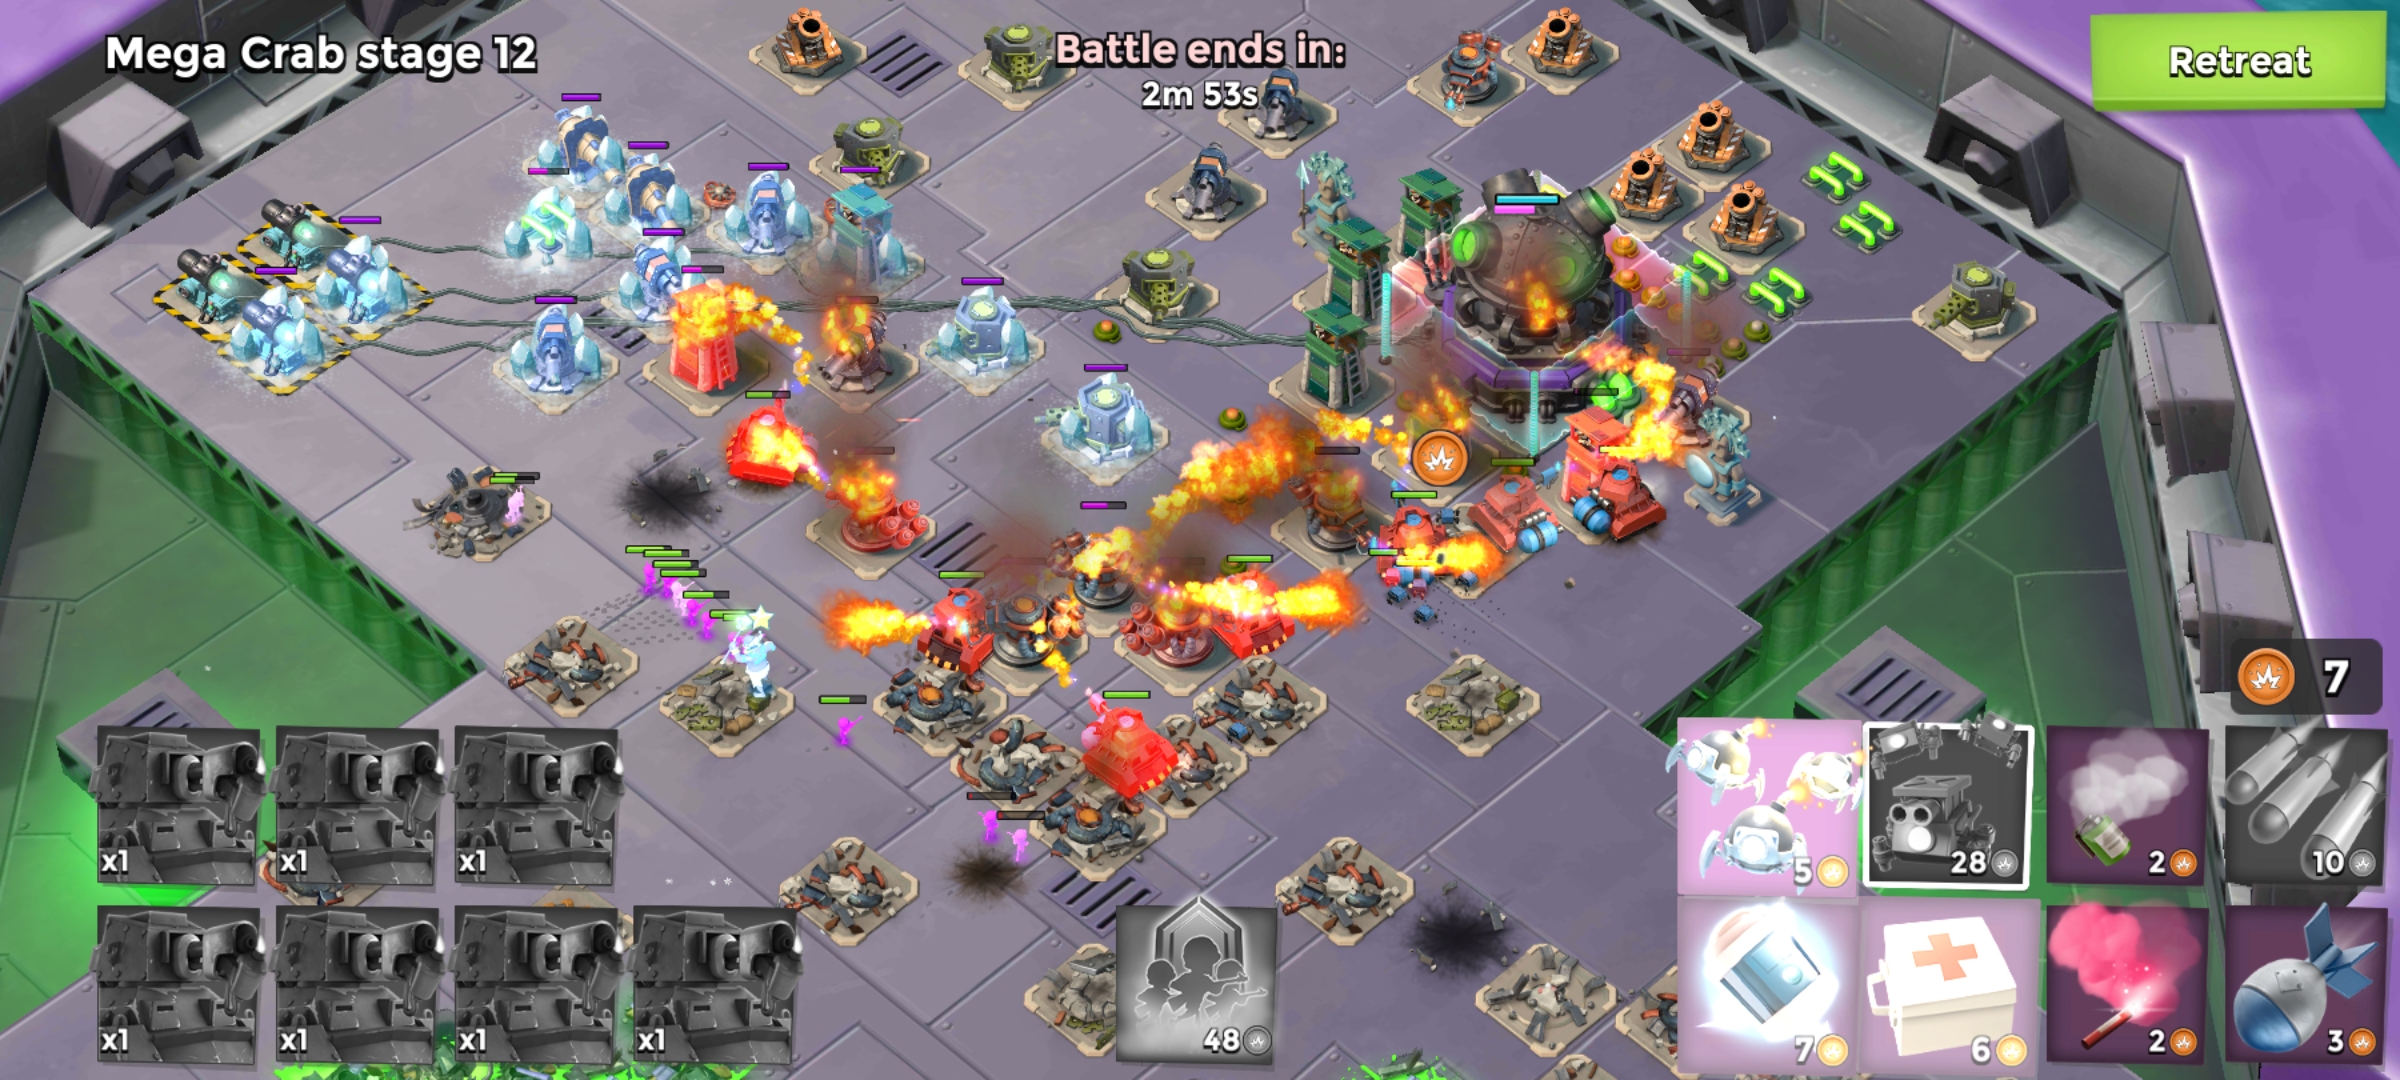 Mega Crab stage 12
Battle ends in:
2m 53s
Retreat
7
x1
x1
x1
5
28
2
10
x1
x1
x1
x1
48
7
6
2
3